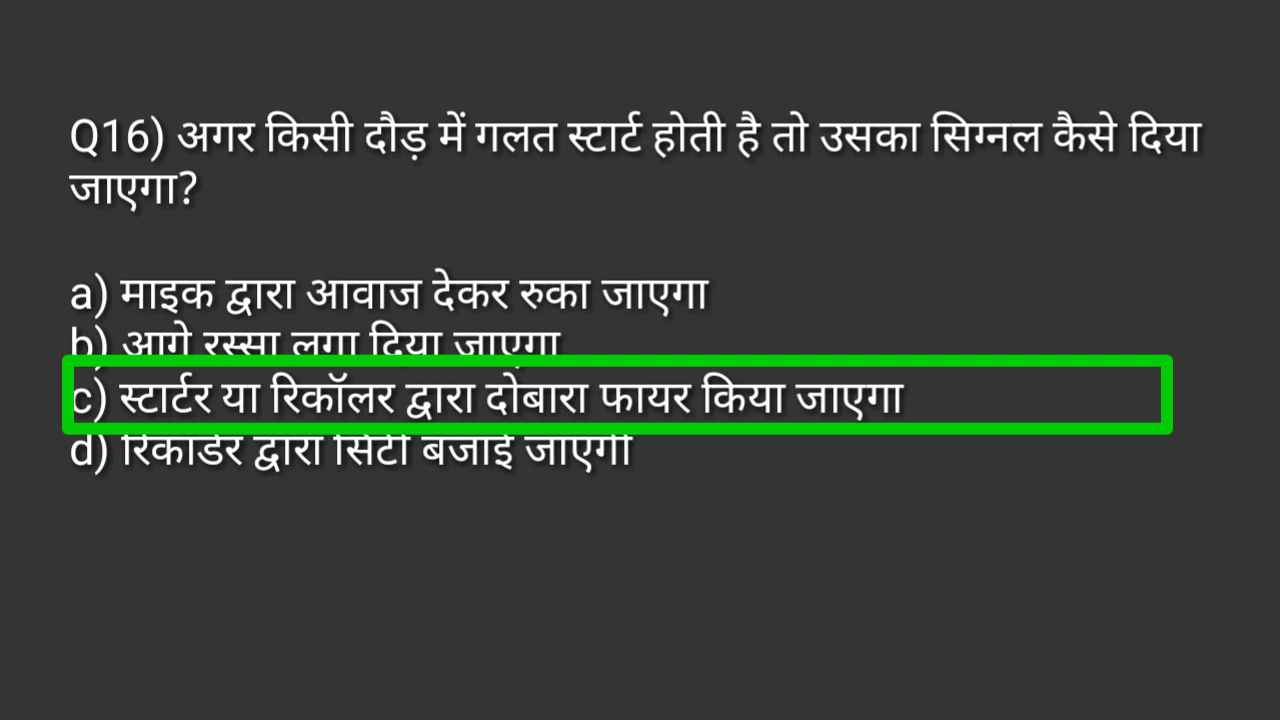 Q16) अगर किसी दौड़ में गलत स्टार्ट होती है तो उसका सिग्नल कैसे दिया
जाएगा?
a) माइक द्वारा आवाज देकर रुका जाएगा
b) आगे रस्सा लगा दिया जाएगा
c) स्टार्टर या रिकॉलर द्वारा दोबारा फायर किया जाएगा
d) रिकार्डर द्वारा सिटी बजाई जाएगी